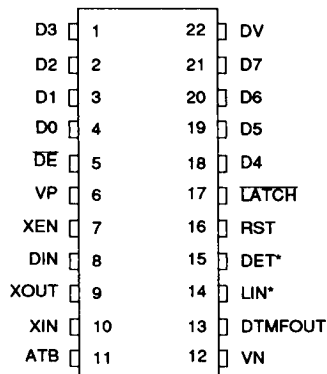 D3 1 22 DV
D2 2 21 D7
D1 3 20 D6
D0 4 19 D5
DE 5 18 D4
VP 6 17 LATCH
XEN 7 16 RST
DIN 8 15 DET*
XOUT 9 14 LIN*
XIN 10 13 DTMFOUT
ATB 11 12 VN